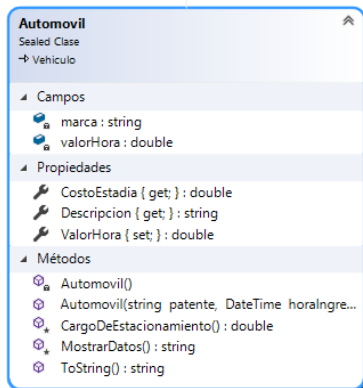 Automovil
Sealed Clase
Vehiculo
Campos
marca : string
valorHora : double
Propiedades
CostoEstadia { get; } : double
Descripcion { get; } : string
ValorHora { set; } : double
Métodos
Automovil()
Automovil(string patente, DateTime horaIngre...
CargoDeEstacionamiento() : double
MostrarDatos() : string
ToString() : string